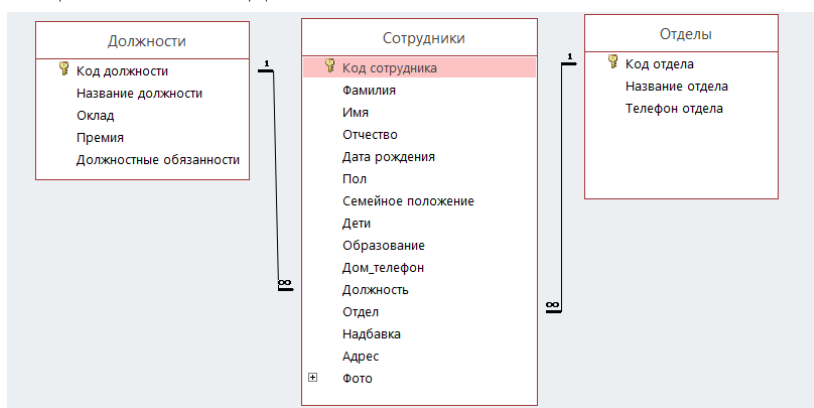 Должности
Код должности
Название должности
Оклад
Премия
Должностные обязанности
1
∞
Сотрудники
Код сотрудника
Фамилия
Имя
Отчество
Дата рождения
Пол
Семейное положение
Дети
Образование
Дом_телефон
Должность
Отдел
Надбавка
Адрес
Фото
1
∞
Отделы
Код отдела
Название отдела
Телефон отдела